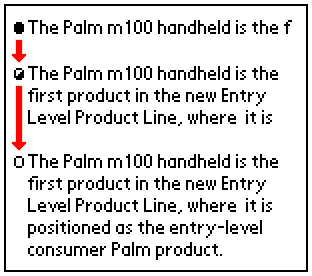 The Palm m100 handheld is the f
The Palm m100 handheld is the
first product in the new Entry
Level Product Line, where it is
The Palm m100 handheld is the
first product in the new Entry
Level Product Line, where it is
positioned as the entry-level
consumer Palm product.